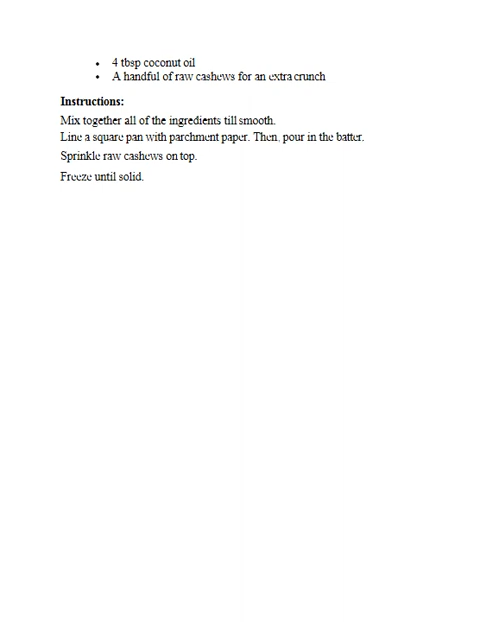 • 4 tbsp coconut oil
• A handful of raw cashews for an extra crunch
Instructions:
Mix together all of the ingredients till smooth.
Line a square pan with parchment paper. Then, pour in the batter.
Sprinkle raw cashews on top.
Freeze until solid.